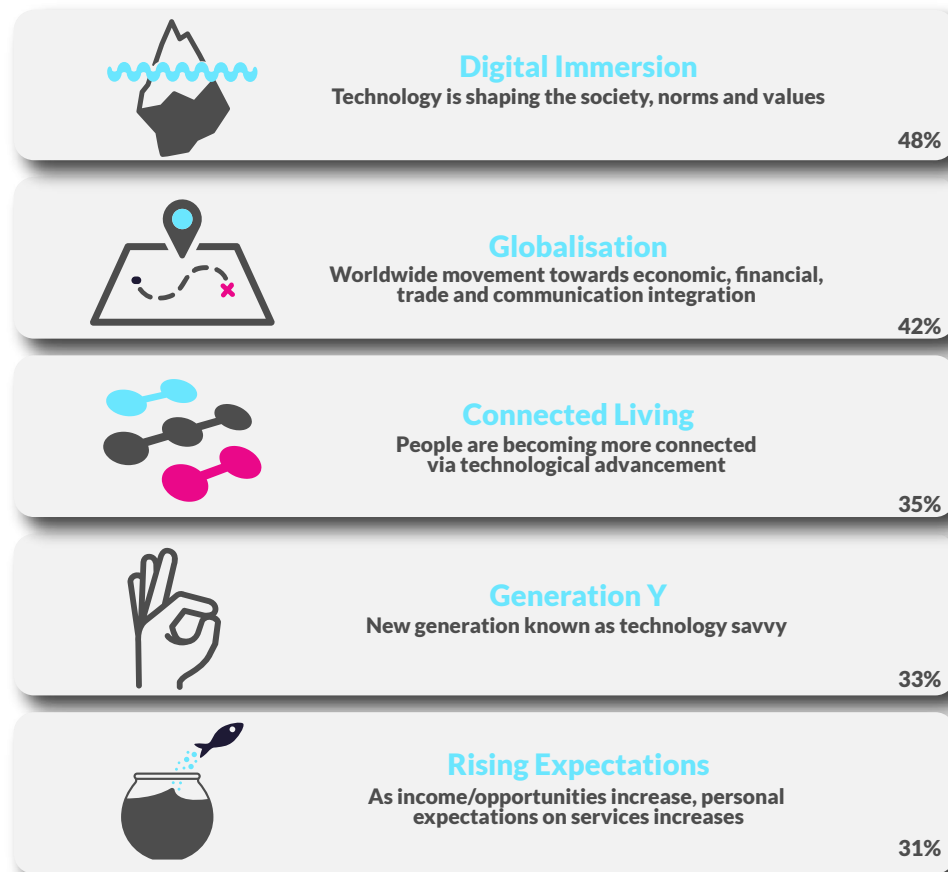 Digital Immersion
Technology is shaping the society, norms and values
48%
Globalisation
Worldwide movement towards economic, financial,
trade and communication integration
42%
Connected Living
People are becoming more connected
via technological advancement
35%
Generation Y
New generation known as technology savvy
33%
Rising Expectations
As income/opportunities increase, personal
expectations on services increases
31%